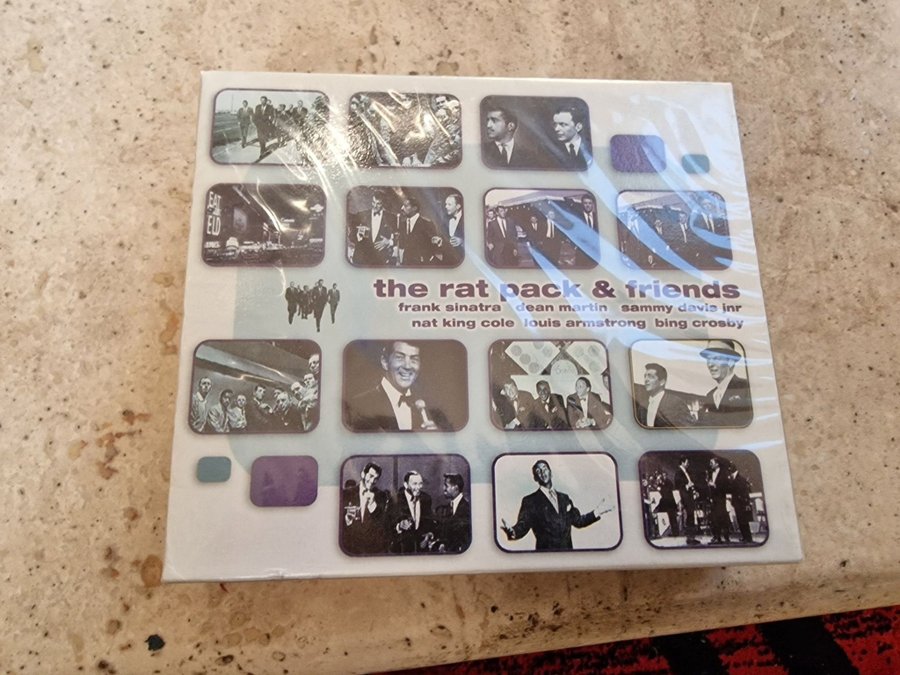 the rat pack & friends
frank sinatra dean martin sammy davis jnr
nat king cole louis armstrong bing crosby